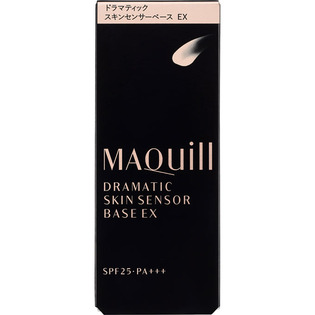 ドラマティック
スキンセンサーベース EX
MAQuill
DRAMATIC
SKIN SENSOR
BASE EX
SPF25・PA+++